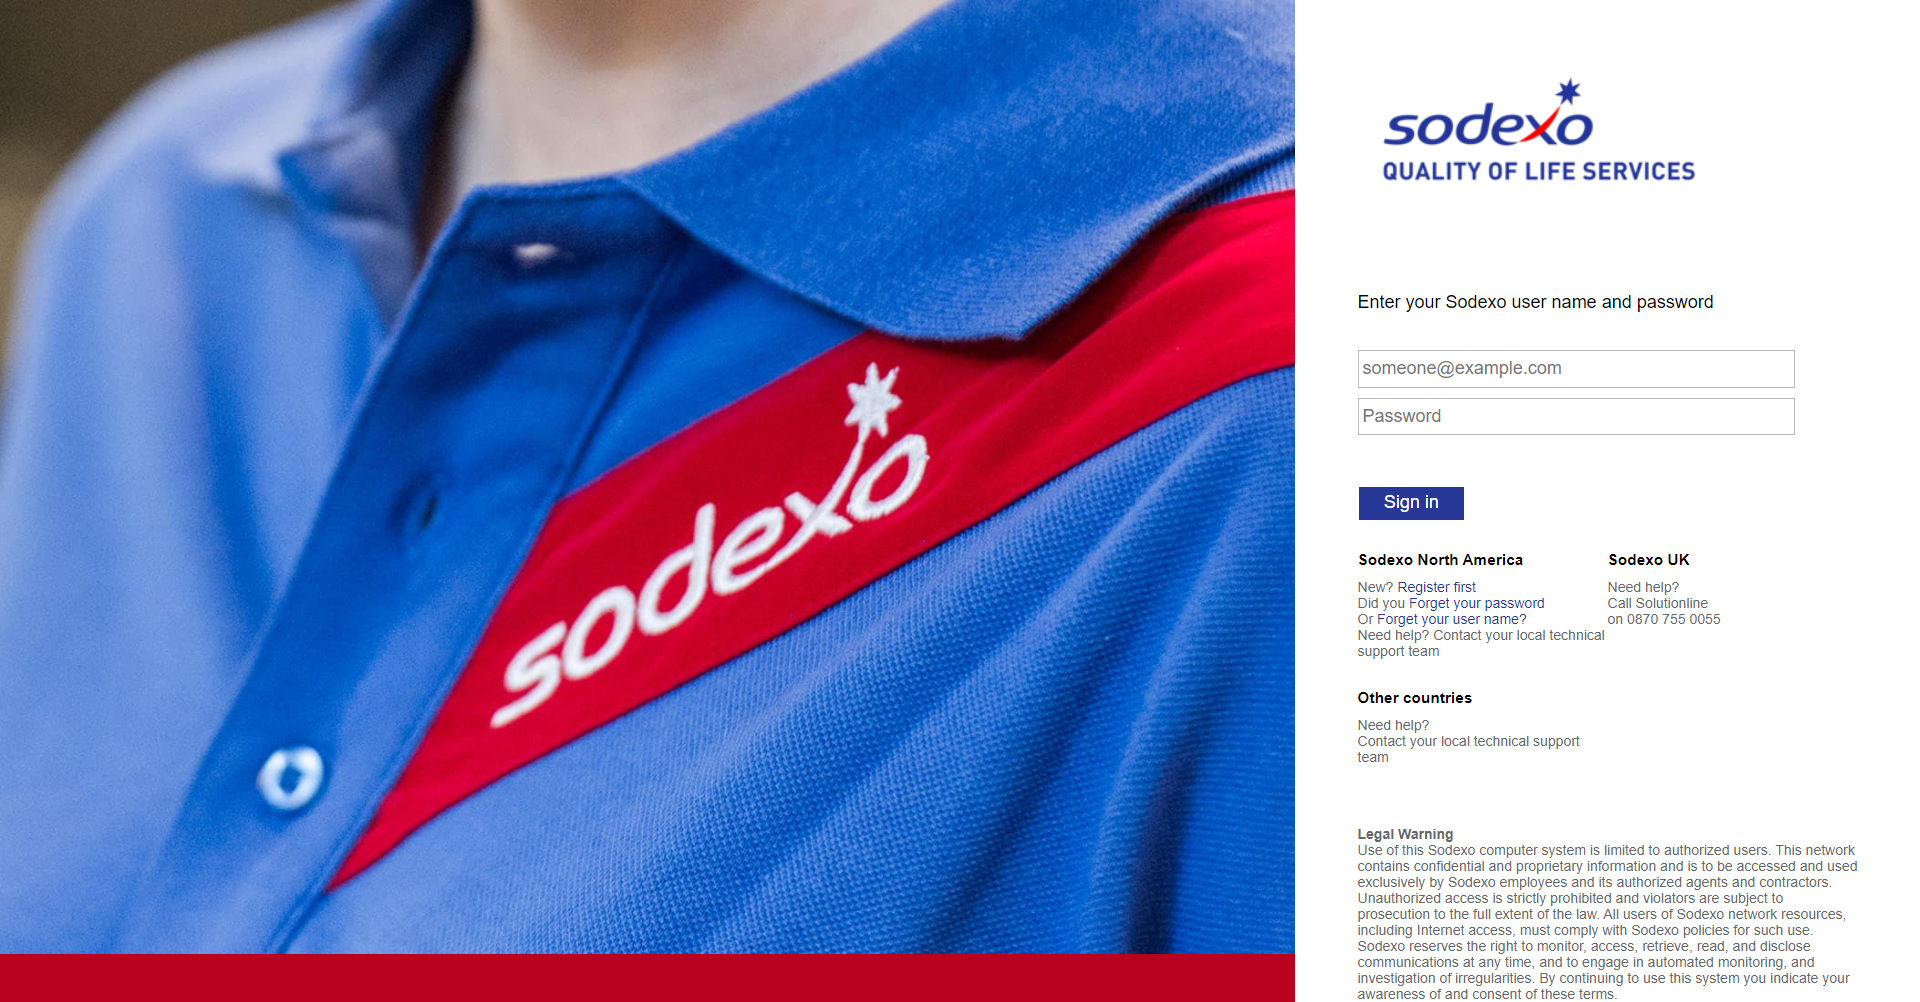 sodexo
sodexo
QUALITY OF LIFE SERVICES
Enter your Sodexo user name and password
someone@example.com
Password
Sign in
Sodexo North America
New? Register first
Did you Forget your password
Or Forget your user name?
Need help? Contact your local technical
support team
Sodexo UK
Need help?
Call Solutionline
on 0870 755 0055
Other countries
Need help?
Contact your local technical support
team
Legal Warning
Use of this Sodexo computer system is limited to authorized users. This network
contains confidential and proprietary information and is to be accessed and used
exclusively by Sodexo employees and its authorized agents and contractors.
Unauthorized access is strictly prohibited and violators are subject to
prosecution to the full extent of the law. All users of Sodexo network resources,
including Internet access, must comply with Sodexo policies for such use.
Sodexo reserves the right to monitor, access, retrieve, read, and disclose
communications at any time, and to engage in automated monitoring, and
investigation of irregularities. By continuing to use this system you indicate your
awareness of and consent of these terms.